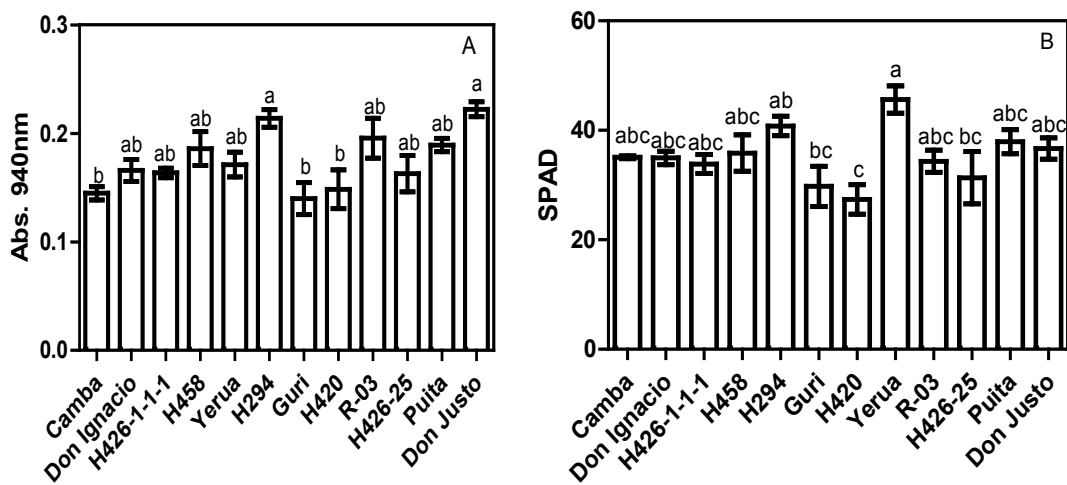 A
Abs. 940nm
0.3
0.2
0.1
0.0
b
ab
ab
ab
ab
a
b
b
ab
ab
ab
a
Camba
Don Ignacio
H426-1-1-1
H458
Yerua
H294
Guri
H420
R-03
H426-25
Puita
Don Justo
B
SPAD
60
40
20
0
abc
abc
abc
abc
ab
bc
c
a
abc
bc
abc
abc
Camba
Don Ignacio
H426-1-1-1
H458
H294
Guri
H420
Yerua
R-03
H426-25
Puita
Don Justo